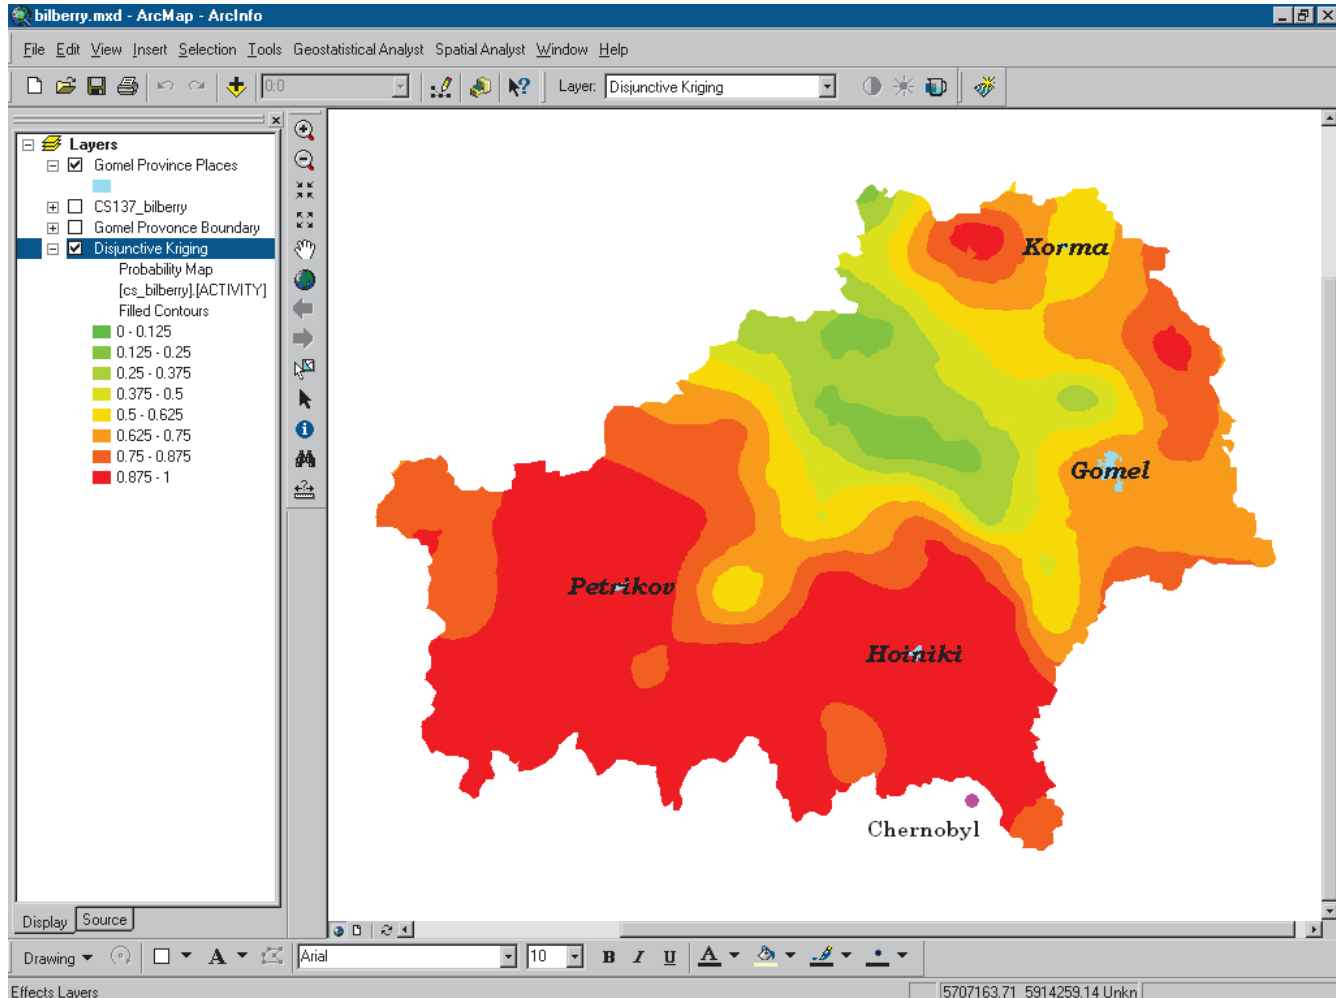 bilberry.mxd - ArcMap - ArcInfo
File Edit View Insert Selection Tools Geostatistical Analyst Spatial Analyst Window Help
0:0
Layer: Disjunctive Kriging
Layers
Gomel Province Places
CS137_bilberry
Gomel Provonce Boundary
Disjunctive Kriging
Probability Map
[cs_bilberry].[ACTIVITY]
Filled Contours
0 - 0.125
0.125 - 0.25
0.25 - 0.375
0.375 - 0.5
0.5 - 0.625
0.625 - 0.75
0.75 - 0.875
0.875 - 1
Korma
Gomel
Petrikov
Hoiniki
Chernobyl
Display Source
Drawing A Arial 10 B I U A
Effects Layers 5707163.71 5914259.14 Unkn